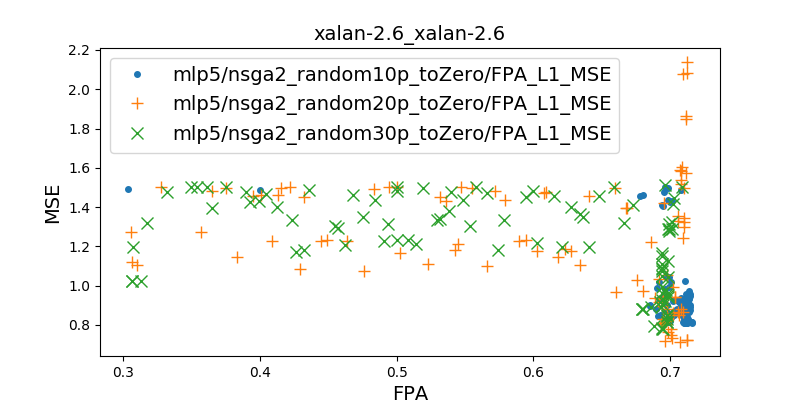 xalan-2.6_xalan-2.6
mlp5/nsga2_random10p_toZero/FPA_L1_MSE
mlp5/nsga2_random20p_toZero/FPA_L1_MSE
mlp5/nsga2_random30p_toZero/FPA_L1_MSE
MSE
2.2
2.0
1.8
1.6
1.4
1.2
1.0
0.8
0.3 0.4 0.5 0.6 0.7
FPA